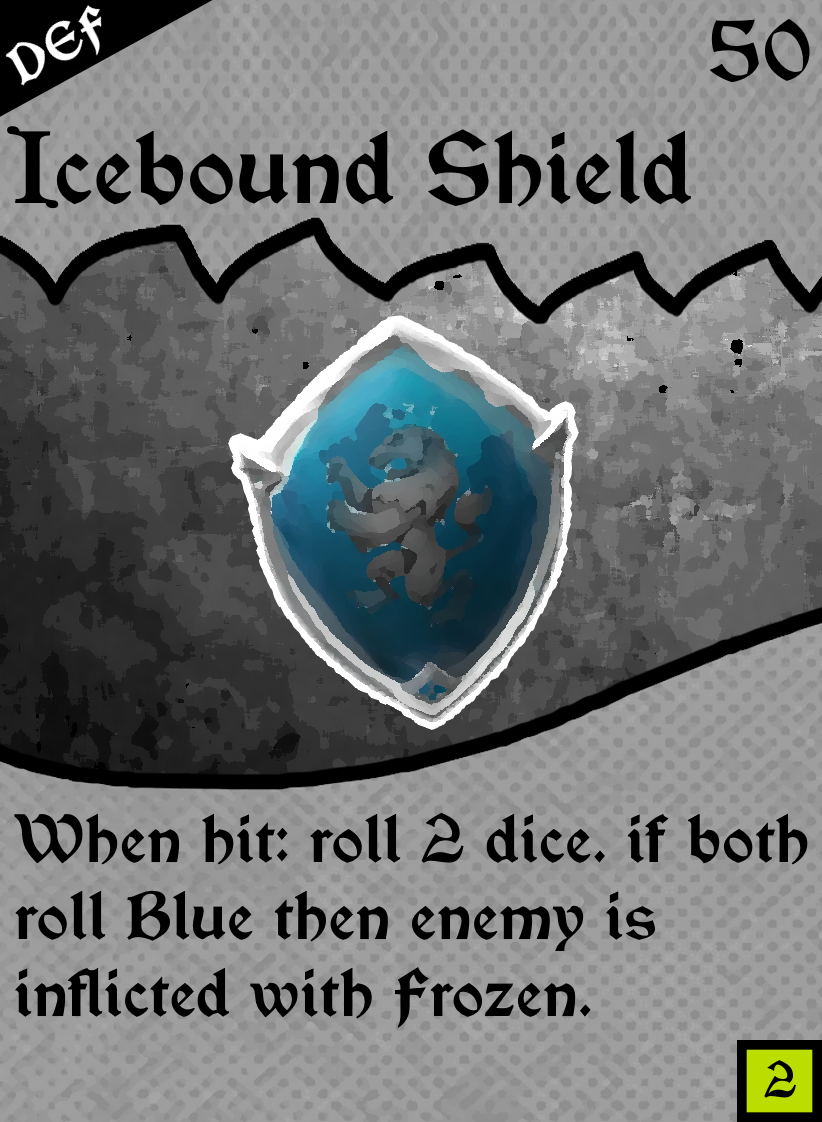 DEF
50
Icebound Shield
When hit: roll 2 dice. if both
roll Blue then enemy is
inflicted with Frozen.
2